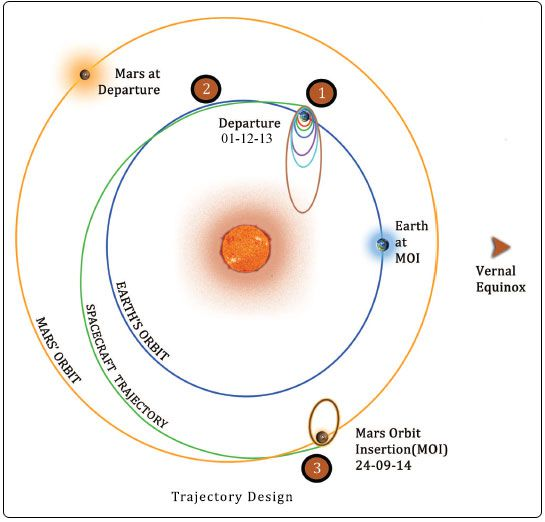 2
1
Mars at
Departure
Departure
01-12-13
Earth
at
MOI
Vernal
Equinox
EARTH'S ORBIT
SPACECRAFT TRAJECTORY
MARS' ORBIT
Mars Orbit
Insertion(MOI)
24-09-14
3
Trajectory Design